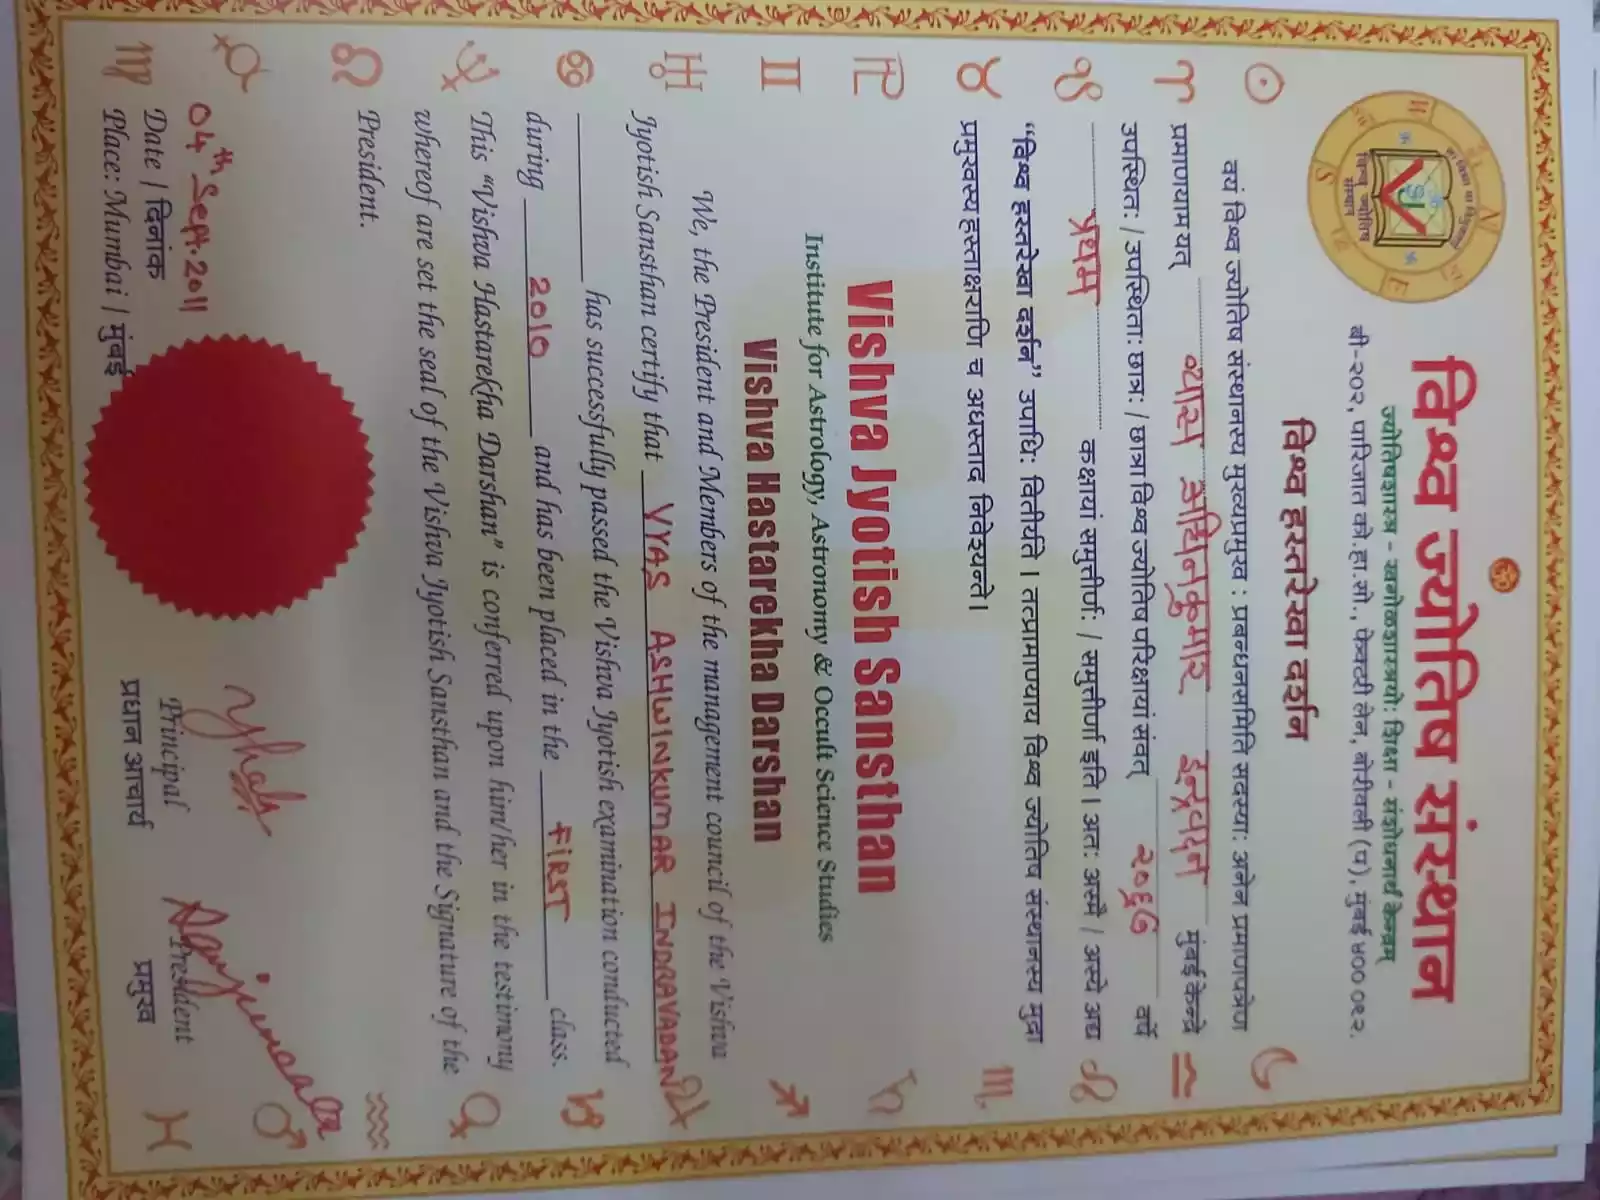 विश्व ज्योतिष संस्थान
ज्योतिषशास्त्र - खगोळशास्त्रयोः शिक्षा - संशोधनार्थ केन्द्रम्
बी-२०२, पारिजात को.हा.सो., फेक्टरी लेन, बोरीवली (प), मुंबई ४०० ०९२.
विश्व हस्तरेखा दर्शन
वयं विश्व ज्योतिष संस्थानस्य मुख्यप्रमुख : प्रबन्धनसमिति सदस्याः अनेन प्रमाणपत्रेण
प्रमाणयाम यत् व्यास अश्विनकुमार इन्द्रवदन मुंबई केन्द्रे
उपस्थितः / उपस्थिताः छात्रः / छात्रा विश्व ज्योतिष परिक्षायां संवत् २०६७ वर्षे
प्रथम कक्षायां समुत्तीर्णः / समुत्तीर्णा इति । अतः अस्मै / अस्यै अद्य
“विश्व हस्तरेखा दर्शन” उपाधिः वितीर्यते । तत्प्रामाण्याय विश्व ज्योतिष संस्थानस्य मुद्रा
प्रमुखस्य हस्ताक्षराणि च अधस्ताद निवेश्यन्ते ।
Vishva Jyotish Sansthan
Institute for Astrology, Astronomy & Occult Science Studies
Vishva Hastarekha Darshan
We, the President and Members of the management council of the Vishva
Jyotish Sansthan certify that VYAS ASHWINKUMAR INDRAVADAN
has successfully passed the Vishva Jyotish examination conducted
during 2010 and has been placed in the FIRST class.
This “Vishva Hastarekha Darshan” is conferred upon him/her in the testimony
whereof are set the seal of the Vishva Jyotish Sansthan and the Signature of the
President.
04th Sept. 2011
Date / दिनांक
Place: Mumbai / मुंबई
Principal
प्रधान आचार्य
President
प्रमुख